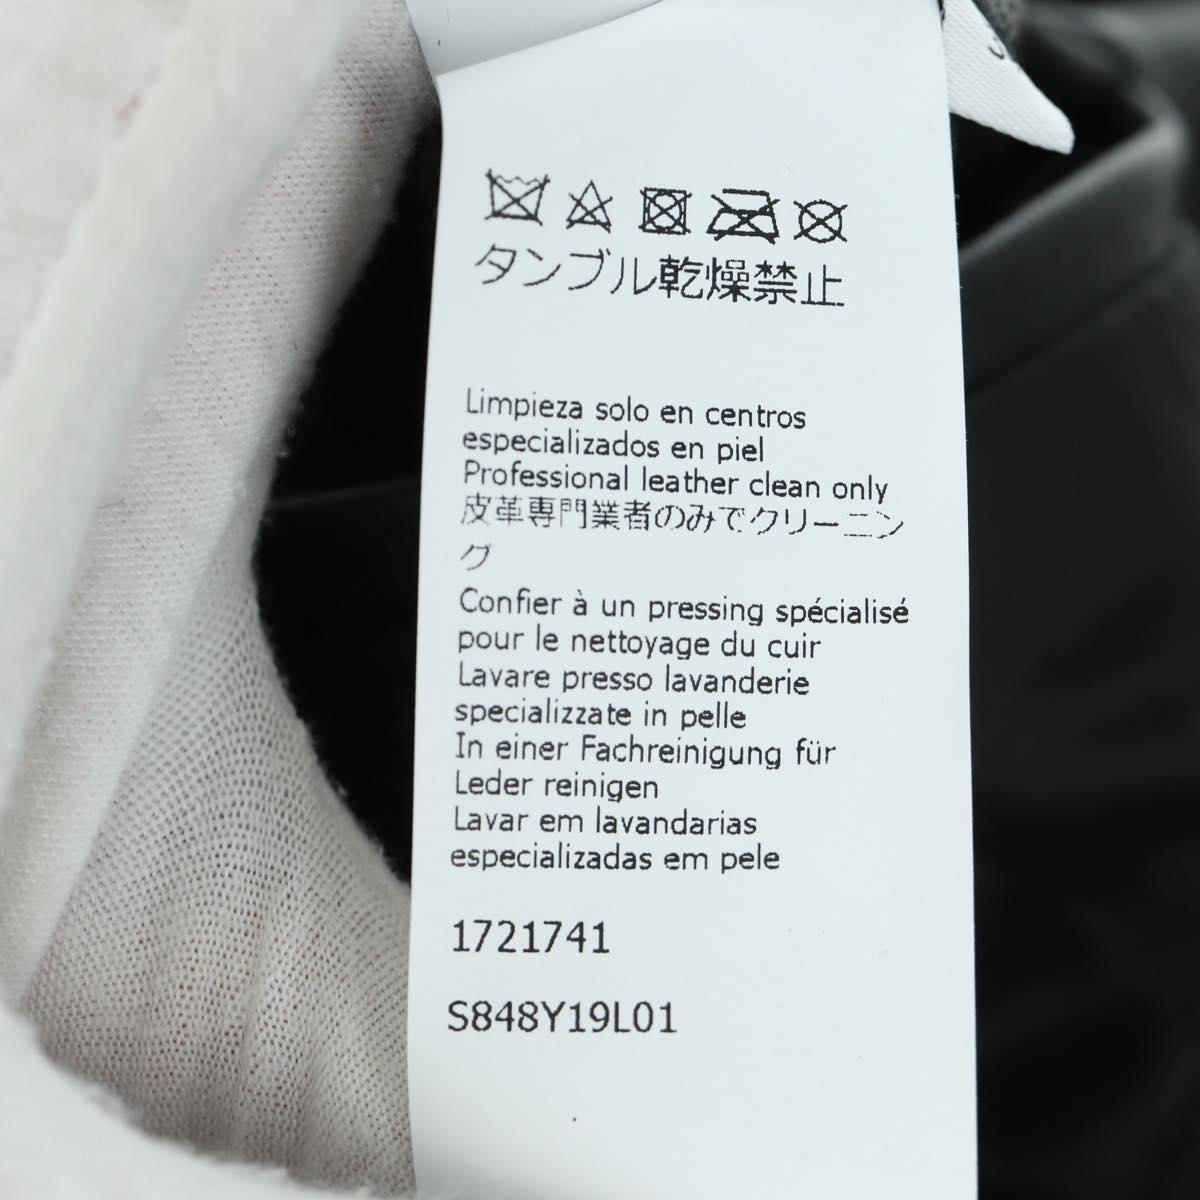 タンブル乾燥禁止
Limpieza solo en centros
especializados en piel
Professional leather clean only
皮革専門業者のみでクリーニン
グ
Confier à un pressing spécialisé
pour le nettoyage du cuir
Lavare presso lavanderie
specializzate in pelle
In einer Fachreinigung für
Leder reinigen
Lavar em lavandarias
especializadas em pele
1721741
S848Y19L01